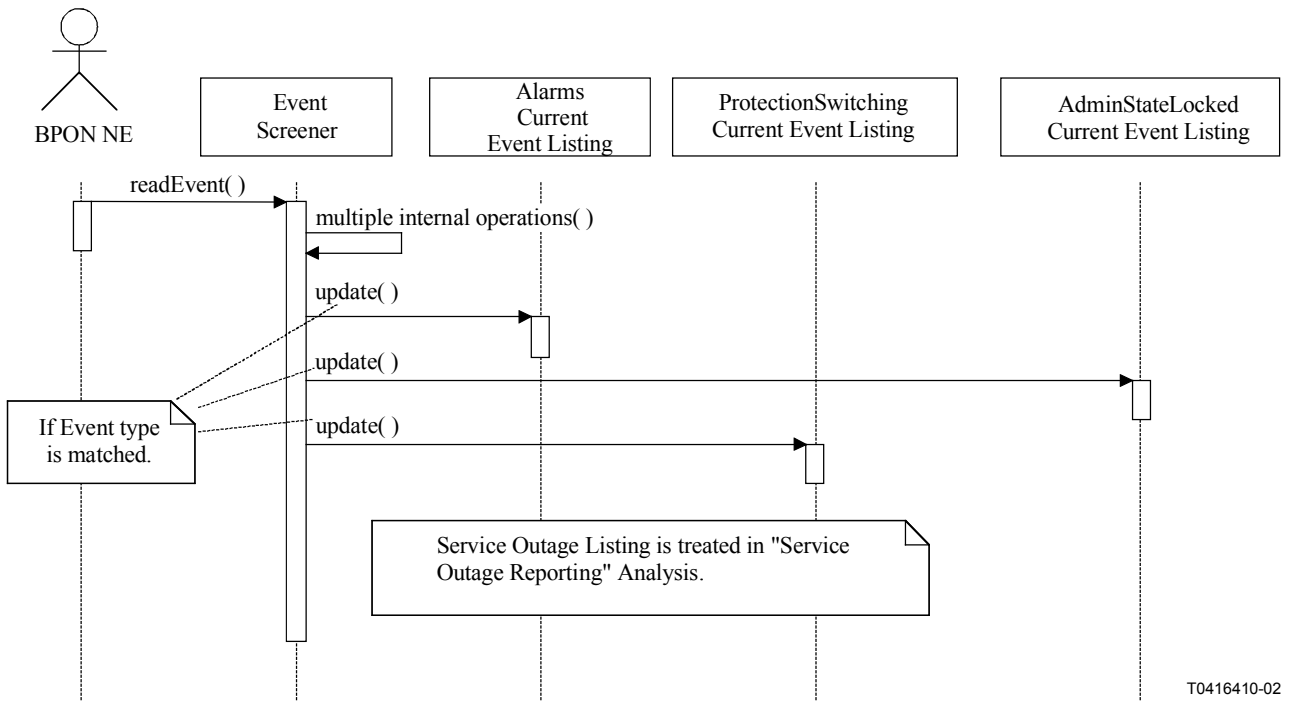 BPON NE
Event
Screener
Alarms
Current
Event Listing
ProtectionSwitching
Current Event Listing
AdminStateLocked
Current Event Listing
readEvent( )
multiple internal operations( )
update( )
update( )
If Event type
is matched.
update( )
Service Outage Listing is treated in "Service
Outage Reporting" Analysis.
T0416410-02